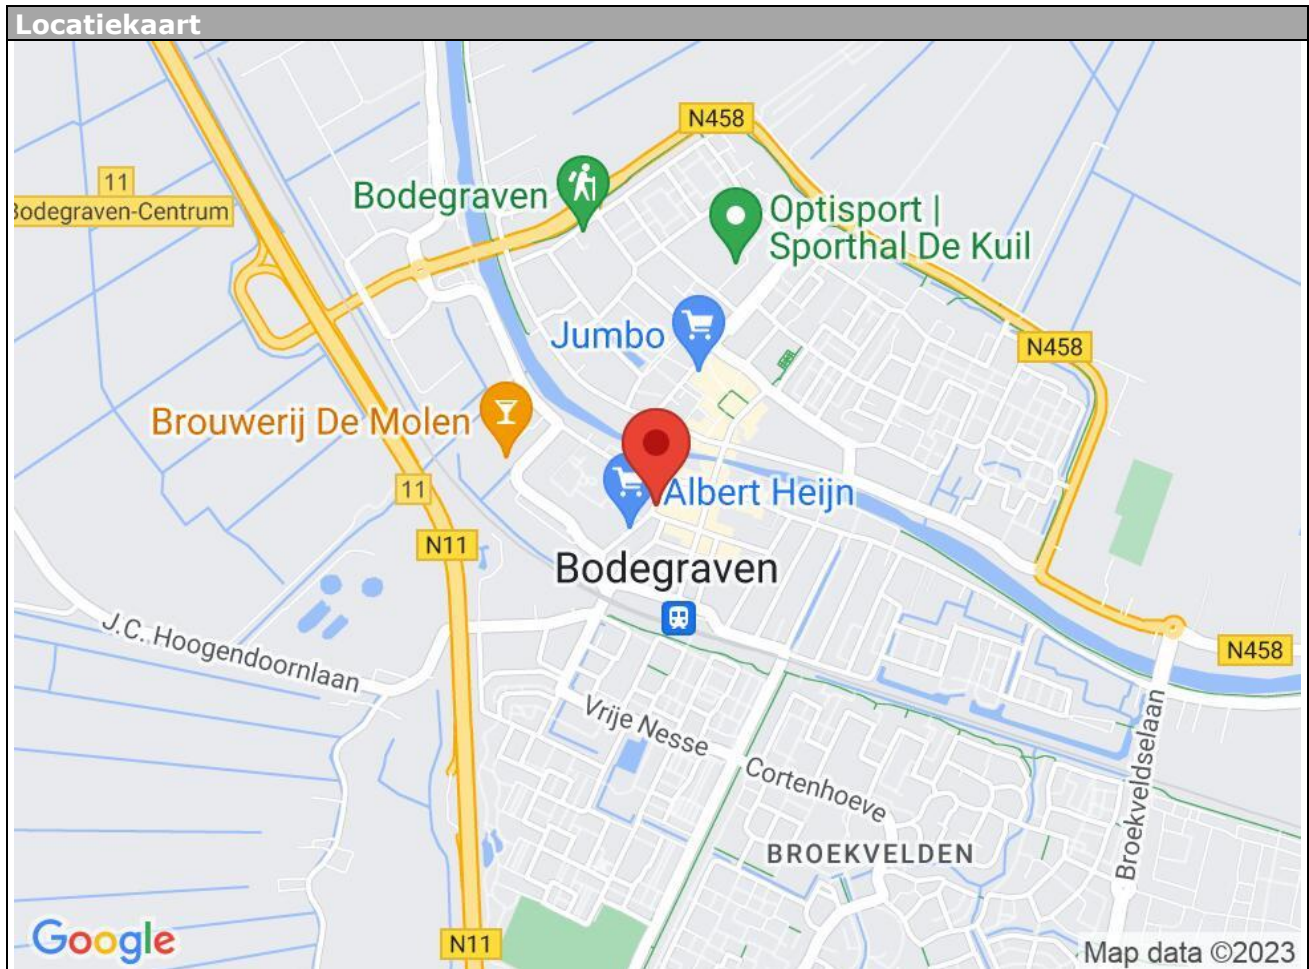 Locatiekaart
N458
11
Bodegraven-Centrum
Bodegraven
Optisport |
Sporthal De Kuil
Jumbo
N458
Brouwerij De Molen
11
Albert Heijn
N11
Bodegraven
J.C. Hoogendoornlaan
N458
Vrije Nesse
Cortenhoeve
Broekveldselaan
BROEKVELDEN
Google
N11
Map data ©2023